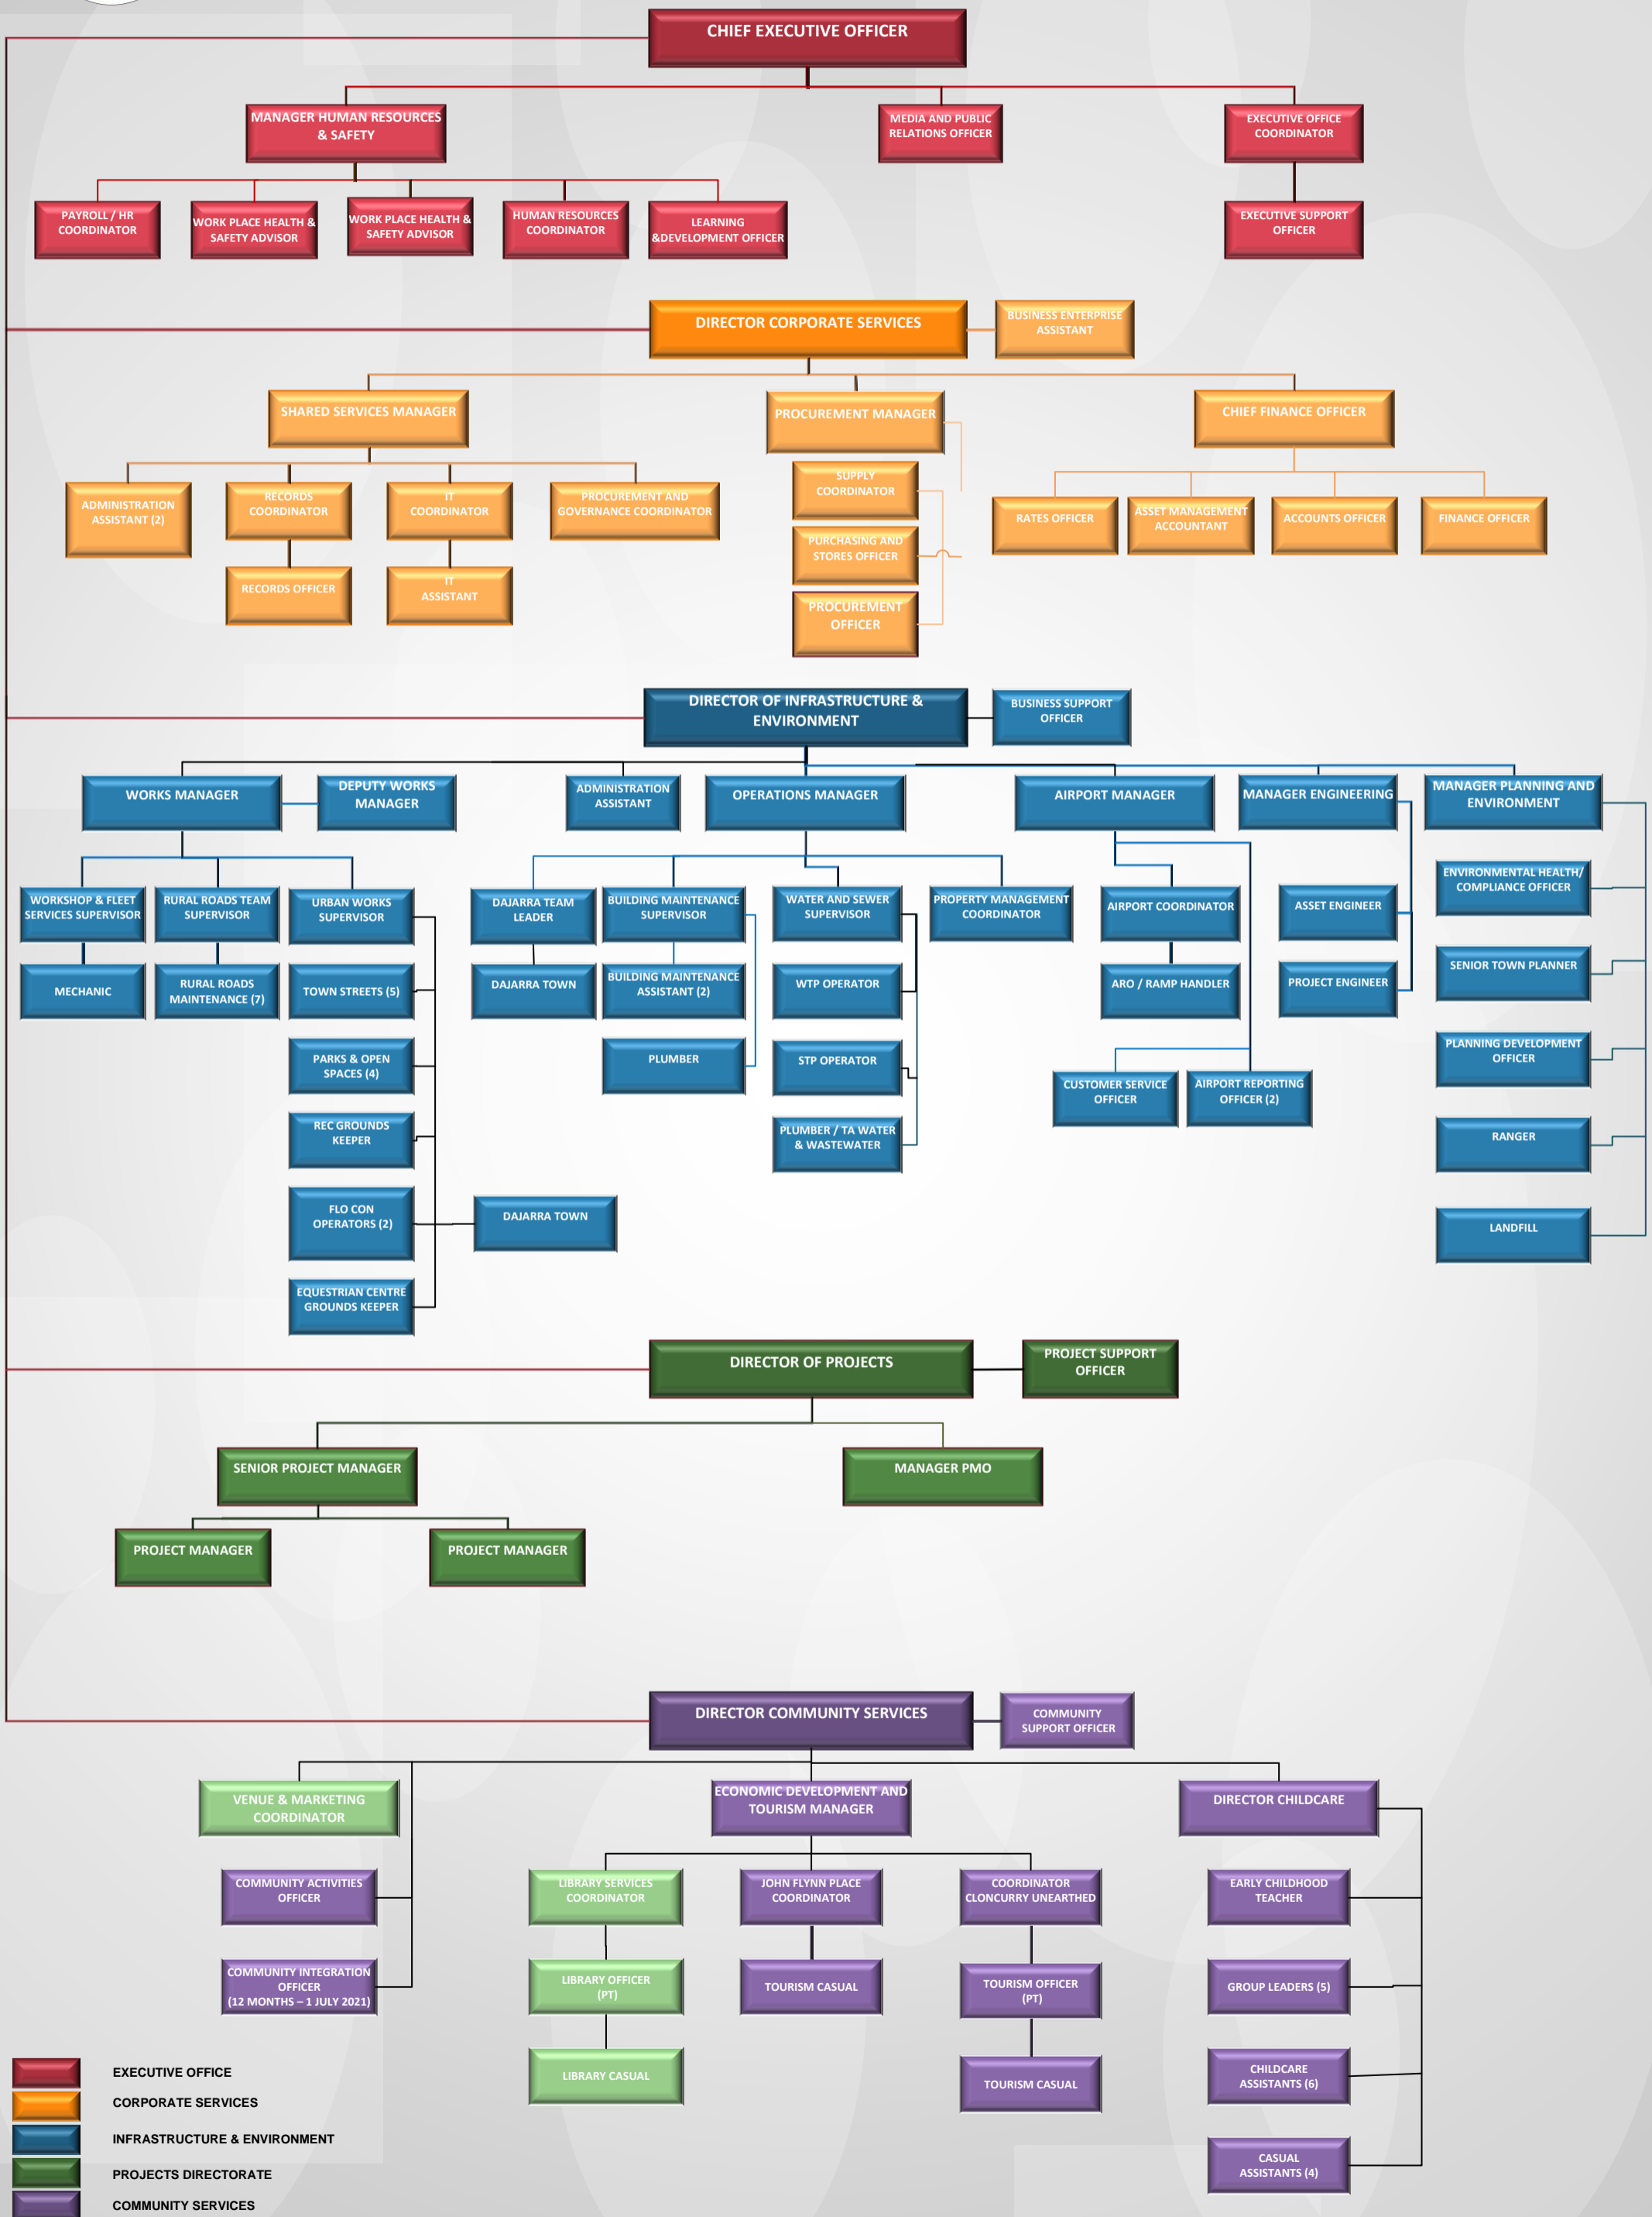 CHIEF EXECUTIVE OFFICER
MANAGER HUMAN RESOURCES
& SAFETY
MEDIA AND PUBLIC
RELATIONS OFFICER
EXECUTIVE OFFICE
COORDINATOR
PAYROLL / HR
COORDINATOR
WORK PLACE HEALTH &
SAFETY ADVISOR
WORK PLACE HEALTH &
SAFETY ADVISOR
HUMAN RESOURCES
COORDINATOR
LEARNING
&DEVELOPMENT OFFICER
EXECUTIVE SUPPORT
OFFICER
DIRECTOR CORPORATE SERVICES
BUSINESS ENTERPRISE
ASSISTANT
SHARED SERVICES MANAGER
PROCUREMENT MANAGER
CHIEF FINANCE OFFICER
ADMINISTRATION
ASSISTANT (2)
RECORDS
COORDINATOR
IT
COORDINATOR
PROCUREMENT AND
GOVERNANCE COORDINATOR
SUPPLY
COORDINATOR
RATES OFFICER
ASSET MANAGEMENT
ACCOUNTANT
ACCOUNTS OFFICER
FINANCE OFFICER
PURCHASING AND
STORES OFFICER
RECORDS OFFICER
IT
ASSISTANT
PROCUREMENT
OFFICER
DIRECTOR OF INFRASTRUCTURE &
ENVIRONMENT
BUSINESS SUPPORT
OFFICER
WORKS MANAGER
DEPUTY WORKS
MANAGER
ADMINISTRATION
ASSISTANT
OPERATIONS MANAGER
AIRPORT MANAGER
MANAGER ENGINEERING
MANAGER PLANNING AND
ENVIRONMENT
WORKSHOP & FLEET
SERVICES SUPERVISOR
RURAL ROADS TEAM
SUPERVISOR
URBAN WORKS
SUPERVISOR
DAJARRA TEAM
LEADER
BUILDING MAINTENANCE
SUPERVISOR
WATER AND SEWER
SUPERVISOR
PROPERTY MANAGEMENT
COORDINATOR
AIRPORT COORDINATOR
ASSET ENGINEER
ENVIRONMENTAL HEALTH/
COMPLIANCE OFFICER
MECHANIC
RURAL ROADS
MAINTENANCE (7)
TOWN STREETS (5)
DAJARRA TOWN
BUILDING MAINTENANCE
ASSISTANT (2)
WTP OPERATOR
ARO / RAMP HANDLER
PROJECT ENGINEER
SENIOR TOWN PLANNER
PARKS & OPEN
SPACES (4)
PLUMBER
STP OPERATOR
CUSTOMER SERVICE
OFFICER
AIRPORT REPORTING
OFFICER (2)
PLANNING DEVELOPMENT
OFFICER
REC GROUNDS
KEEPER
PLUMBER / TA WATER
& WASTEWATER
RANGER
FLO CON
OPERATORS (2)
DAJARRA TOWN
LANDFILL
EQUESTRIAN CENTRE
GROUNDS KEEPER
DIRECTOR OF PROJECTS
PROJECT SUPPORT
OFFICER
SENIOR PROJECT MANAGER
MANAGER PMO
PROJECT MANAGER
PROJECT MANAGER
DIRECTOR COMMUNITY SERVICES
COMMUNITY
SUPPORT OFFICER
VENUE & MARKETING
COORDINATOR
ECONOMIC DEVELOPMENT AND
TOURISM MANAGER
DIRECTOR CHILDCARE
COMMUNITY ACTIVITIES
OFFICER
LIBRARY SERVICES
COORDINATOR
JOHN FLYNN PLACE
COORDINATOR
COORDINATOR
CLONCURRY UNEARTHED
EARLY CHILDHOOD
TEACHER
COMMUNITY INTEGRATION
OFFICER
(12 MONTHS – 1 JULY 2021)
LIBRARY OFFICER
(PT)
TOURISM CASUAL
TOURISM OFFICER
(PT)
GROUP LEADERS (5)
LIBRARY CASUAL
TOURISM CASUAL
CHILDCARE
ASSISTANTS (6)
CASUAL
ASSISTANTS (4)
EXECUTIVE OFFICE
CORPORATE SERVICES
INFRASTRUCTURE & ENVIRONMENT
PROJECTS DIRECTORATE
COMMUNITY SERVICES